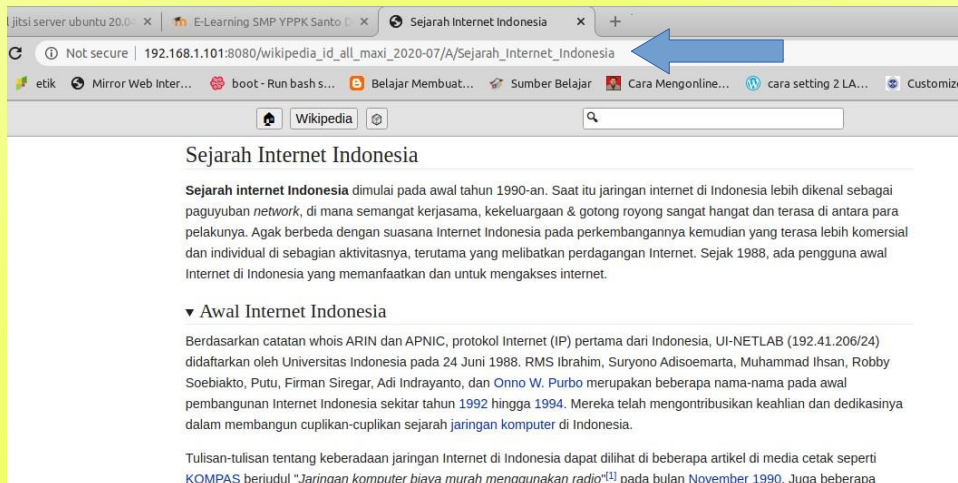 jitsi server ubuntu 20.04
E-Learning SMP YPPK Santo D
Sejarah Internet Indonesia
Not secure | 192.168.1.101:8080/wikipedia_id_all_maxi_2020-07/A/Sejarah_Internet_Indonesia
etik Mirror Web Inter... boot - Run bash s... Belajar Membuat... Sumber Belajar Cara Mengonline... cara setting 2 LA... Customize
Wikipedia
Sejarah Internet Indonesia
Sejarah internet Indonesia dimulai pada awal tahun 1990-an. Saat itu jaringan internet di Indonesia lebih dikenal sebagai
paguyuban network, di mana semangat kerjasama, kekeluargaan & gotong royong sangat hangat dan terasa di antara para
pelakunya. Agak berbeda dengan suasana Internet Indonesia pada perkembangannya kemudian yang terasa lebih komersial
dan individual di sebagian aktivitasnya, terutama yang melibatkan perdagangan Internet. Sejak 1988, ada pengguna awal
Internet di Indonesia yang memanfaatkan dan untuk mengakses internet.
▾ Awal Internet Indonesia
Berdasarkan catatan whois ARIN dan APNIC, protokol Internet (IP) pertama dari Indonesia, UI-NETLAB (192.41.206/24)
didaftarkan oleh Universitas Indonesia pada 24 Juni 1988. RMS Ibrahim, Suryono Adisoemarta, Muhammad Ihsan, Robby
Soebiakto, Putu, Firman Siregar, Adi Indrayanto, dan Onno W. Purbo merupakan beberapa nama-nama pada awal
pembangunan Internet Indonesia sekitar tahun 1992 hingga 1994. Mereka telah mengontribusikan keahlian dan dedikasinya
dalam membangun cuplikan-cuplikan sejarah jaringan komputer di Indonesia.
Tulisan-tulisan tentang keberadaan jaringan Internet di Indonesia dapat dilihat di beberapa artikel di media cetak seperti
KOMPAS berjudul "Jaringan komputer biaya murah menggunakan radio"[1] pada bulan November 1990. Juga beberapa